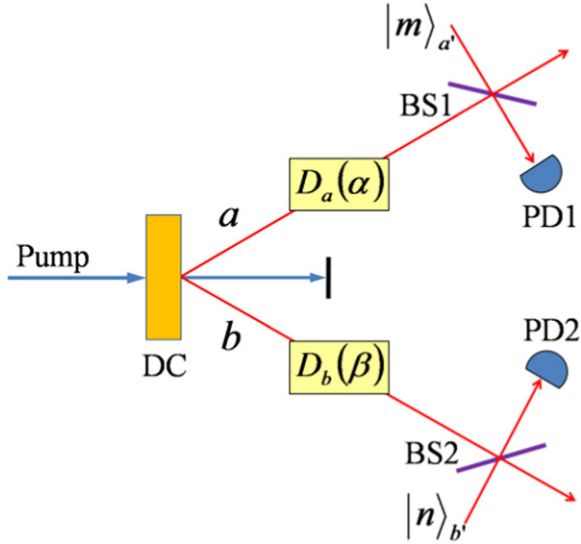 |m⟩a'
BS1
Da(α)
PD1
a
Pump
DC
b
PD2
Db(β)
BS2
|n⟩b'